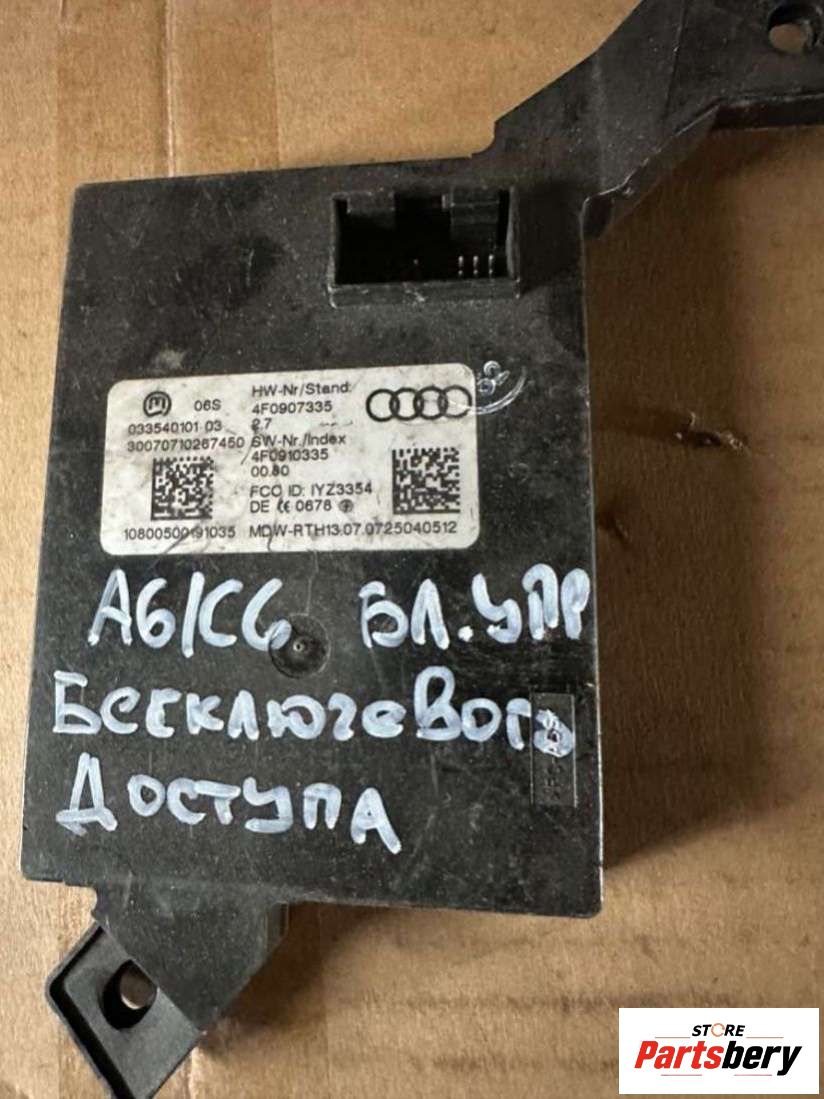 06S
HW-Nr/Stand:
4F0907335
033540101 03
2.7
30070710267450
SW-Nr./Index
4F0910335
00.80
FCC ID: IYZ3354
DE CE 0678
10800500191035 MDW-RTH13.07.0725040512
A6/C6 БЛ.УПР
Бесключевого
Доступа
STORE
Partsbery